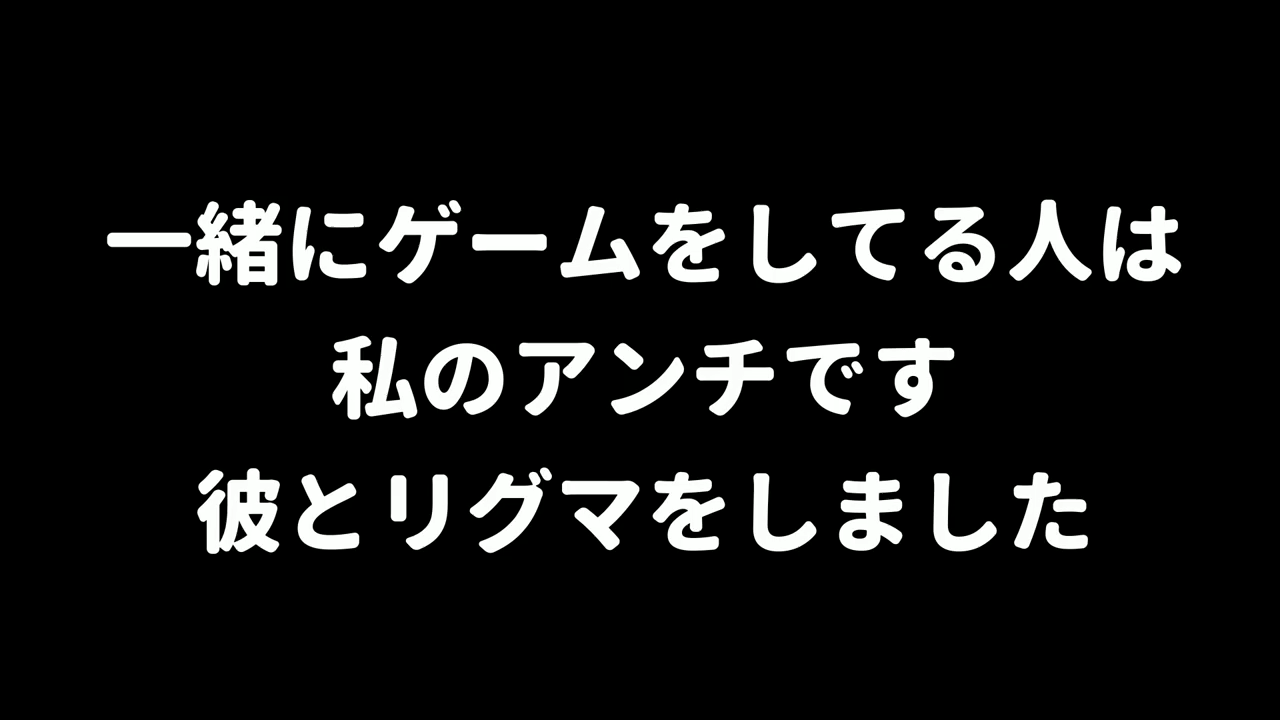 一緒にゲームをしてる人は
私のアンチです
彼とリグマをしました